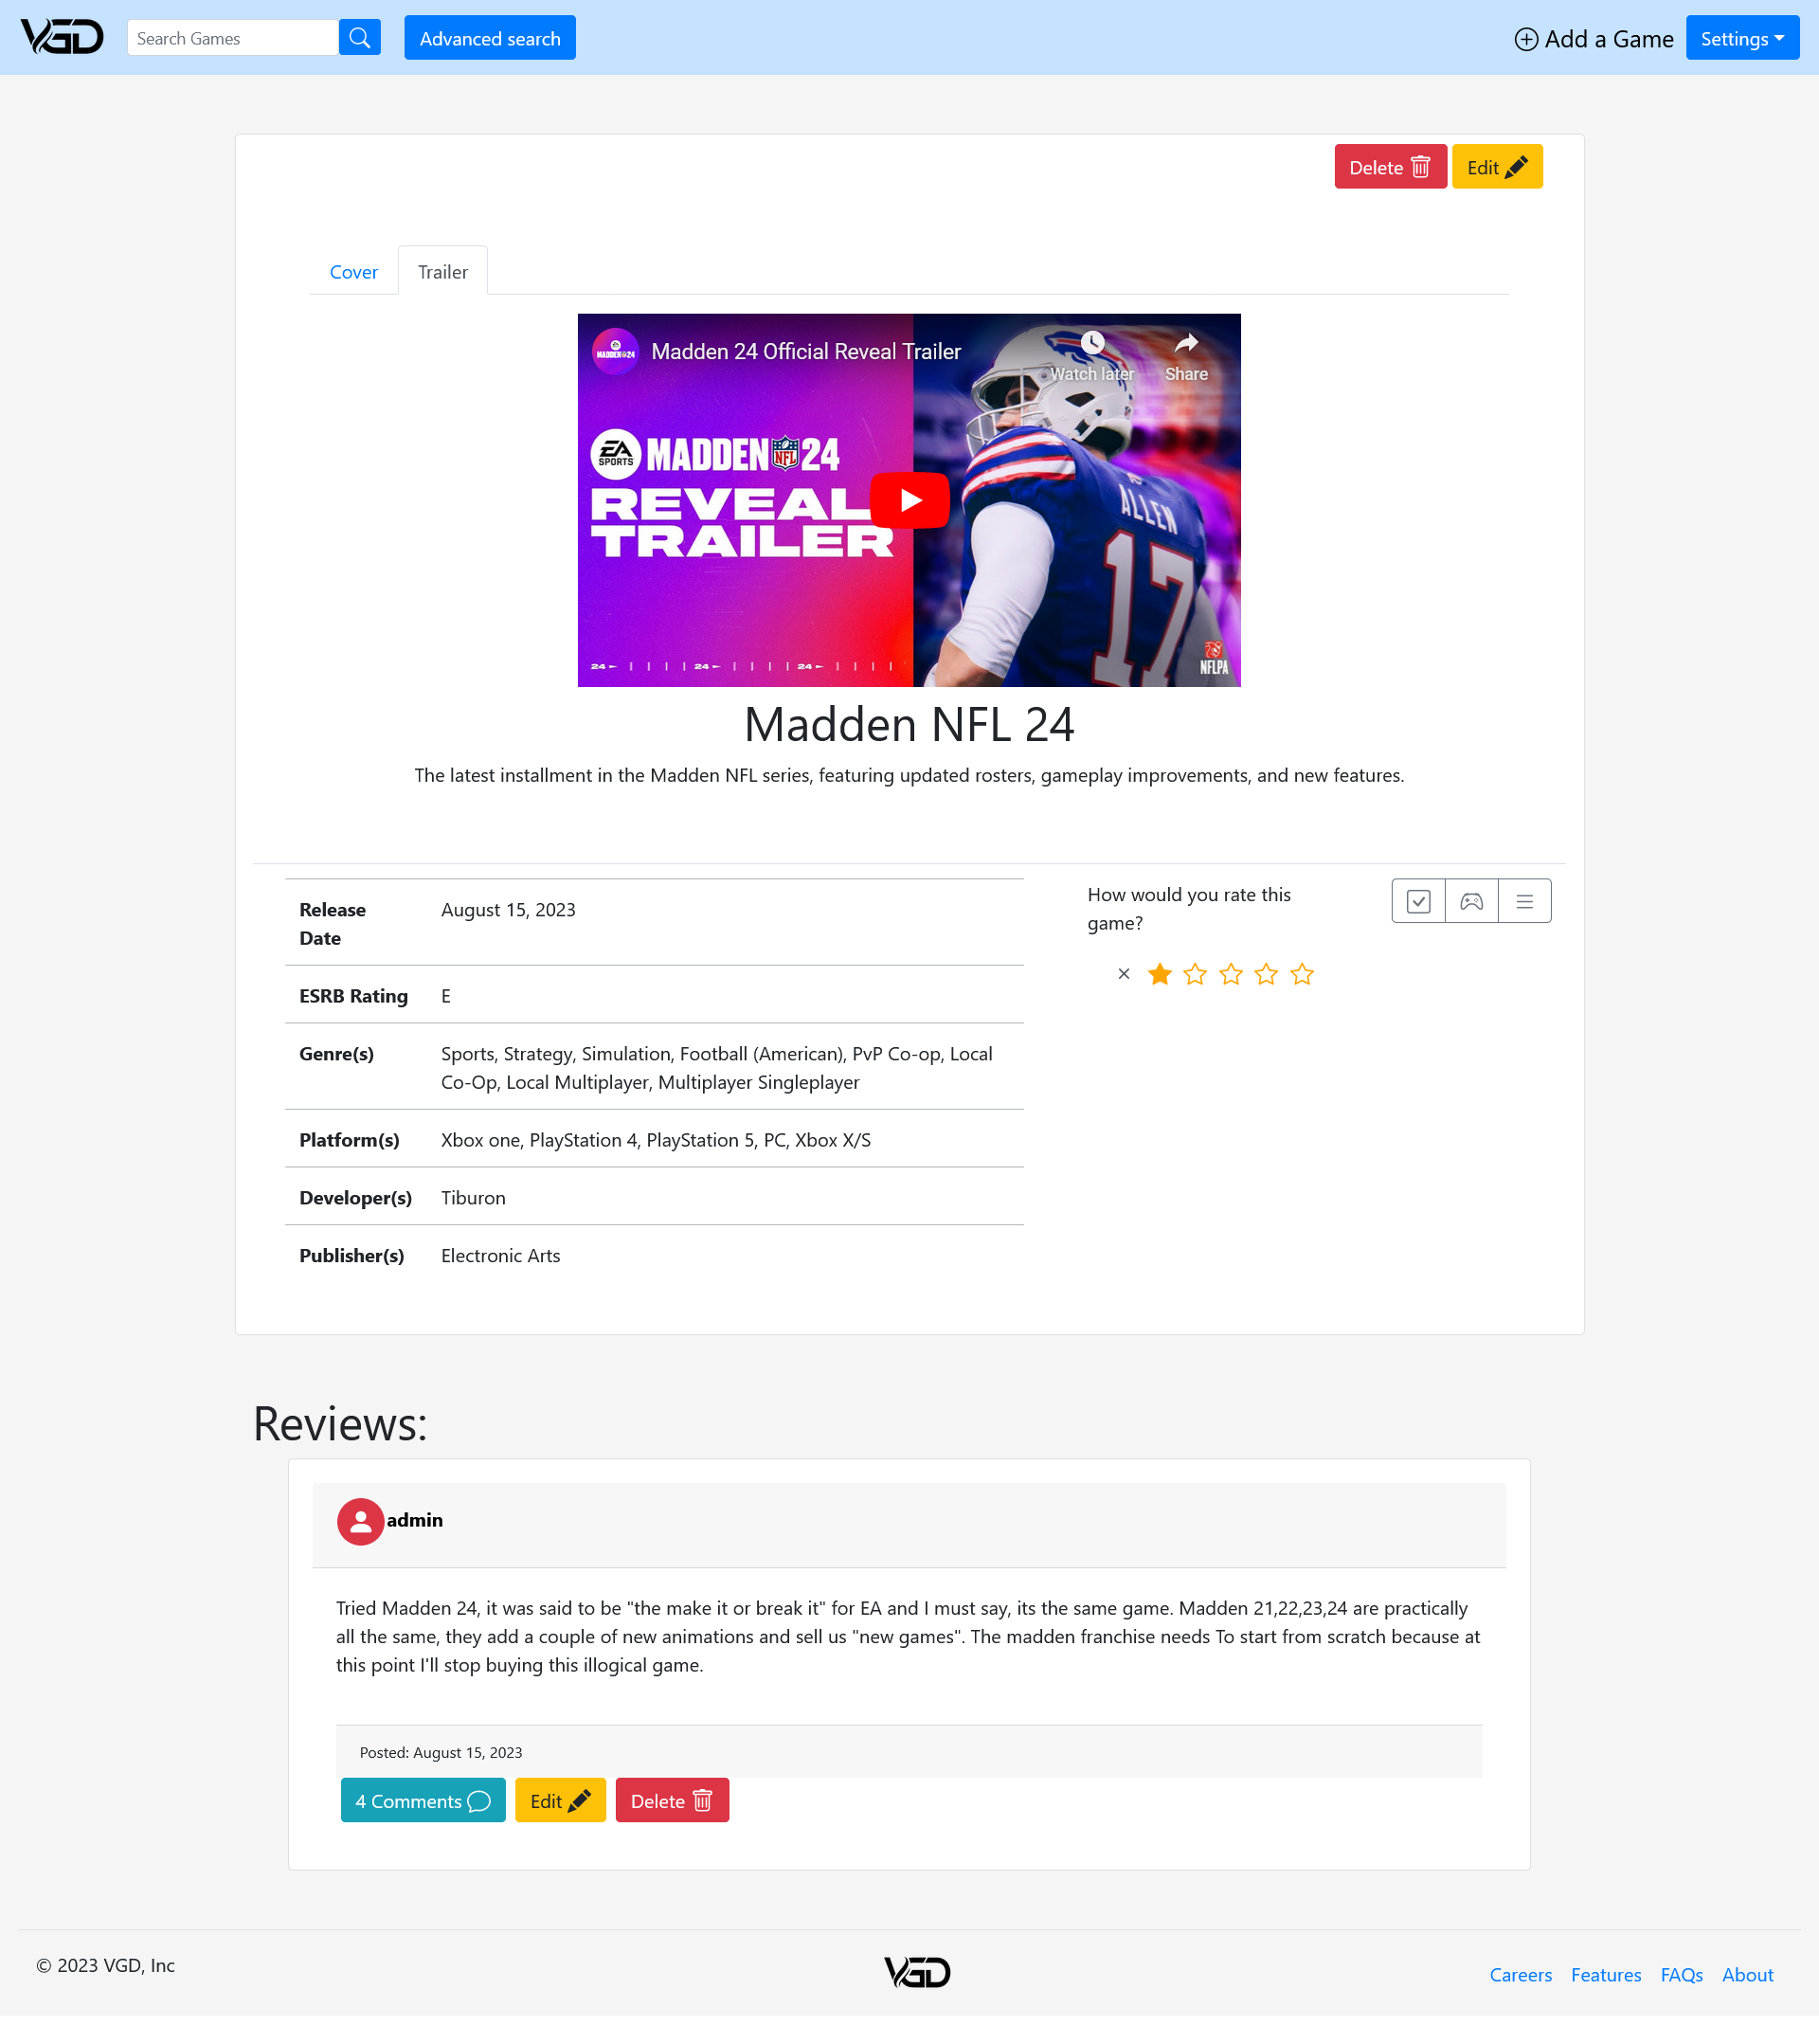 VGD
Search Games
Advanced search
Add a Game
Settings
Delete
Edit
Cover
Trailer
MADDEN 24
Madden 24 Official Reveal Trailer
Watch later
Share
EA SPORTS MADDEN NFL 24
REVEAL
TRAILER
ALLEN
17
24 24 24
NFLPA
Madden NFL 24
The latest installment in the Madden NFL series, featuring updated rosters, gameplay improvements, and new features.
Release Date August 15, 2023
ESRB Rating E
Genre(s) Sports, Strategy, Simulation, Football (American), PvP Co-op, Local
Co-Op, Local Multiplayer, Multiplayer Singleplayer
Platform(s) Xbox one, PlayStation 4, PlayStation 5, PC, Xbox X/S
Developer(s) Tiburon
Publisher(s) Electronic Arts
How would you rate this
game?
Reviews:
admin
Tried Madden 24, it was said to be "the make it or break it" for EA and I must say, its the same game. Madden 21,22,23,24 are practically
all the same, they add a couple of new animations and sell us "new games". The madden franchise needs To start from scratch because at
this point I'll stop buying this illogical game.
Posted: August 15, 2023
4 Comments
Edit
Delete
© 2023 VGD, Inc
VGD
Careers Features FAQs About